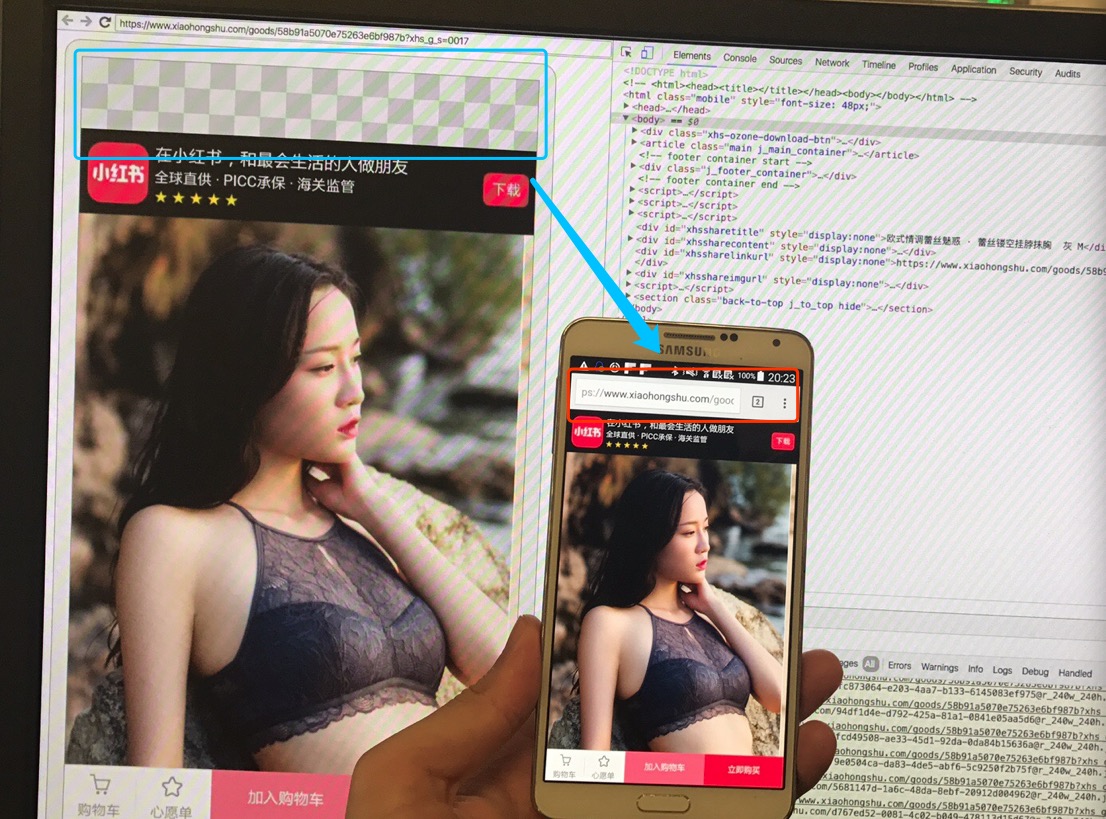 https://www.xiaohongshu.com/goods/58b91a5070e75263e6bf987b?xhs_g_s=0017
小红书
在小红书，和最会生活的人做朋友
全球直供 · PICC承保 · 海关监管
下载
购物车
心愿单
加入购物车
Elements Console Sources Network Timeline Profiles Application Security Audits
<!DOCTYPE html>
<!-- <html><head><title></title></head><body></body></html> -->
<html class="mobile" style="font-size: 48px;">
<head>…</head>
<body> == $0
<div class="xhs-ozone-download-btn">…</div>
<article class="main j_main_container">…</article>
<!-- footer container start -->
<div class="j_footer_container">…</div>
<!-- footer container end -->
<script>…</script>
<script>…</script>
<script>…</script>
<div id="xhssharetitle" style="display:none">欧式情调蕾丝魅惑 · 蕾丝镂空挂脖抹胸 灰 M</di
<div id="xhssharecontent" style="display:none">…</div>
<div id="xhssharelinkurl" style="display:none">https://www.xiaohongshu.com/goods/58b9
</div>
<div id="xhsshareimgurl" style="display:none">…</div>
<script>…</script>
<section class="back-to-top j_to_top hide">…</section>
body>
SAMSUNG
100% 20:23
ps://www.xiaohongshu.com/good
2
小红书
在小红书，和最会生活的人做朋友
全球直供 · PICC承保 · 海关监管
下载
购物车
心愿单
加入购物车
立即购买
ages All Errors Warnings Info Logs Debug Handled
fc873064-e203-4aa7-b133-6145083ef975@r_240w_240h.
.xiaohongshu.com/goods/58b91a5070e75263e6bf987b?xhs
com/94df1d4e-d792-425a-81a1-0841e05aa5d6@r_240w_240h.
xiaohongshu.com/goods/58b91a5070e75263e6bf987b?xhs_
fcd49508-ae33-45d1-92da-0da84b15636a@r_240w_240h.
.xiaohongshu.com/goods/58b91a5070e75263e6bf987b?xhs
9e0504ca-da83-4de5-abf6-5c9250f2b75f@r_240w_240h.
xiaohongshu.com/goods/58b91a5070e75263e6bf987b?xhs_g
5681147d-1a6c-48da-8ebf-20912d004962@r_240w_240h.j
www.xiaohongshu.com/goods/58b91a5070e75263e6bf987b?xhs_